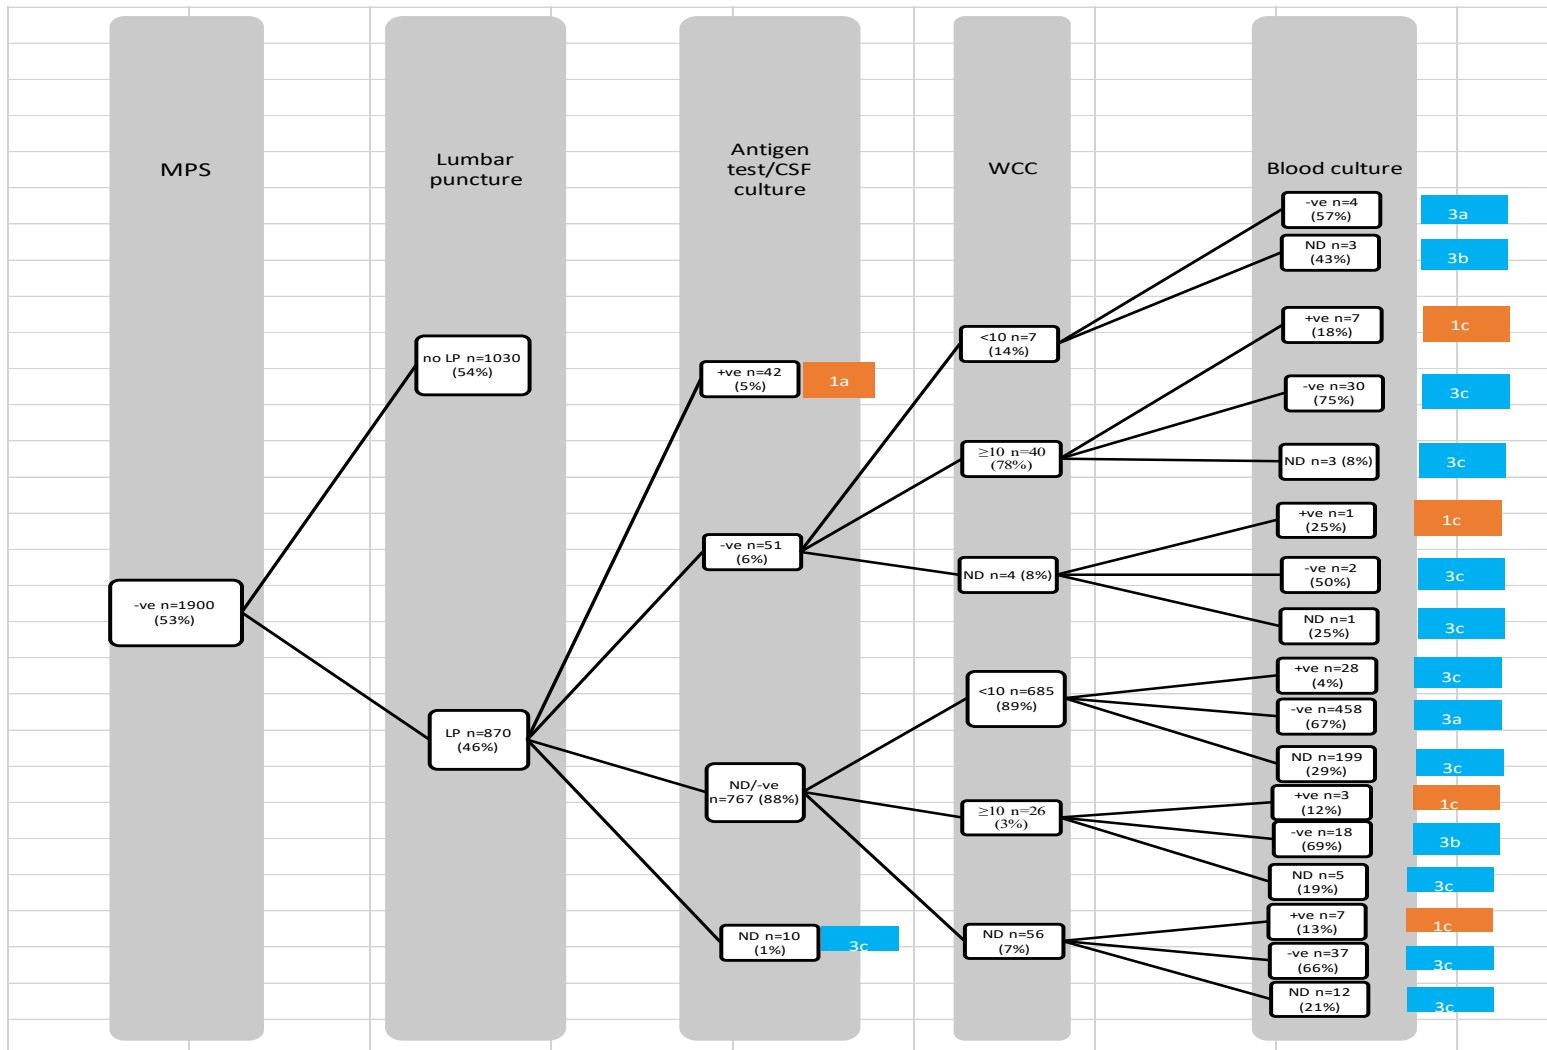 MPS
Lumbar
puncture
Antigen
test/CSF
culture
WCC
Blood culture
-ve n=1900
(53%)
no LP n=1030
(54%)
LP n=870
(46%)
+ve n=42
(5%)
1a
-ve n=51
(6%)
ND/-ve
n=767 (88%)
ND n=10
(1%)
3c
<10 n=7
(14%)
≥10 n=40
(78%)
ND n=4 (8%)
<10 n=685
(89%)
≥10 n=26
(3%)
ND n=56
(7%)
-ve n=4
(57%)
3a
ND n=3
(43%)
3b
+ve n=7
(18%)
1c
-ve n=30
(75%)
3c
ND n=3 (8%)
3c
+ve n=1
(25%)
1c
-ve n=2
(50%)
3c
ND n=1
(25%)
3c
+ve n=28
(4%)
3c
-ve n=458
(67%)
3a
ND n=199
(29%)
3c
+ve n=3
(12%)
1c
-ve n=18
(69%)
3b
ND n=5
(19%)
3c
+ve n=7
(13%)
1c
-ve n=37
(66%)
3c
ND n=12
(21%)
3c